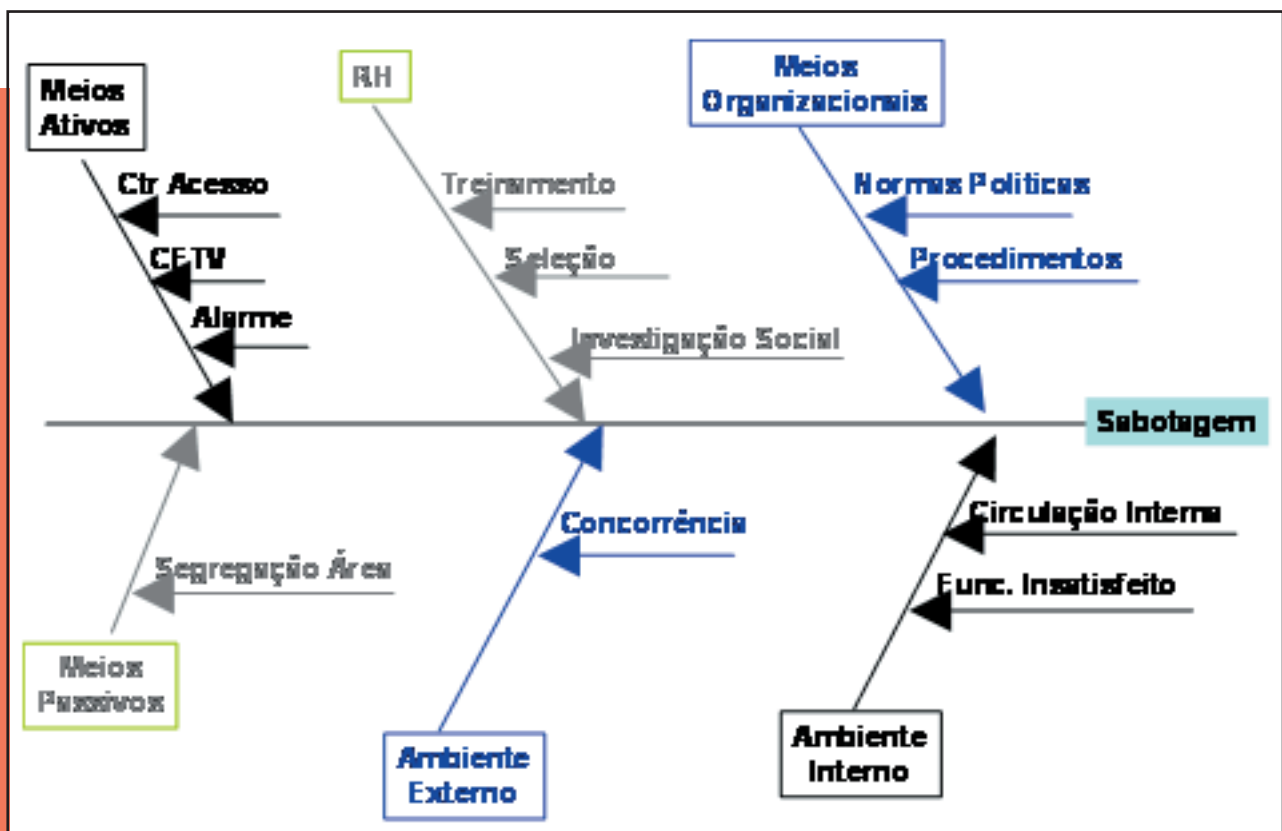 Meios
Ativos
Ctr Acesso
CFTV
Alarme
RH
Treinamento
Seleção
Investigação Social
Meios
Organizacionais
Normas Politicas
Procedimentos
Sabotagem
Segregação Área
Meios
Passivos
Concorrência
Ambiente
Externo
Circulação Interna
Func. Insatisfeito
Ambiente
Interno